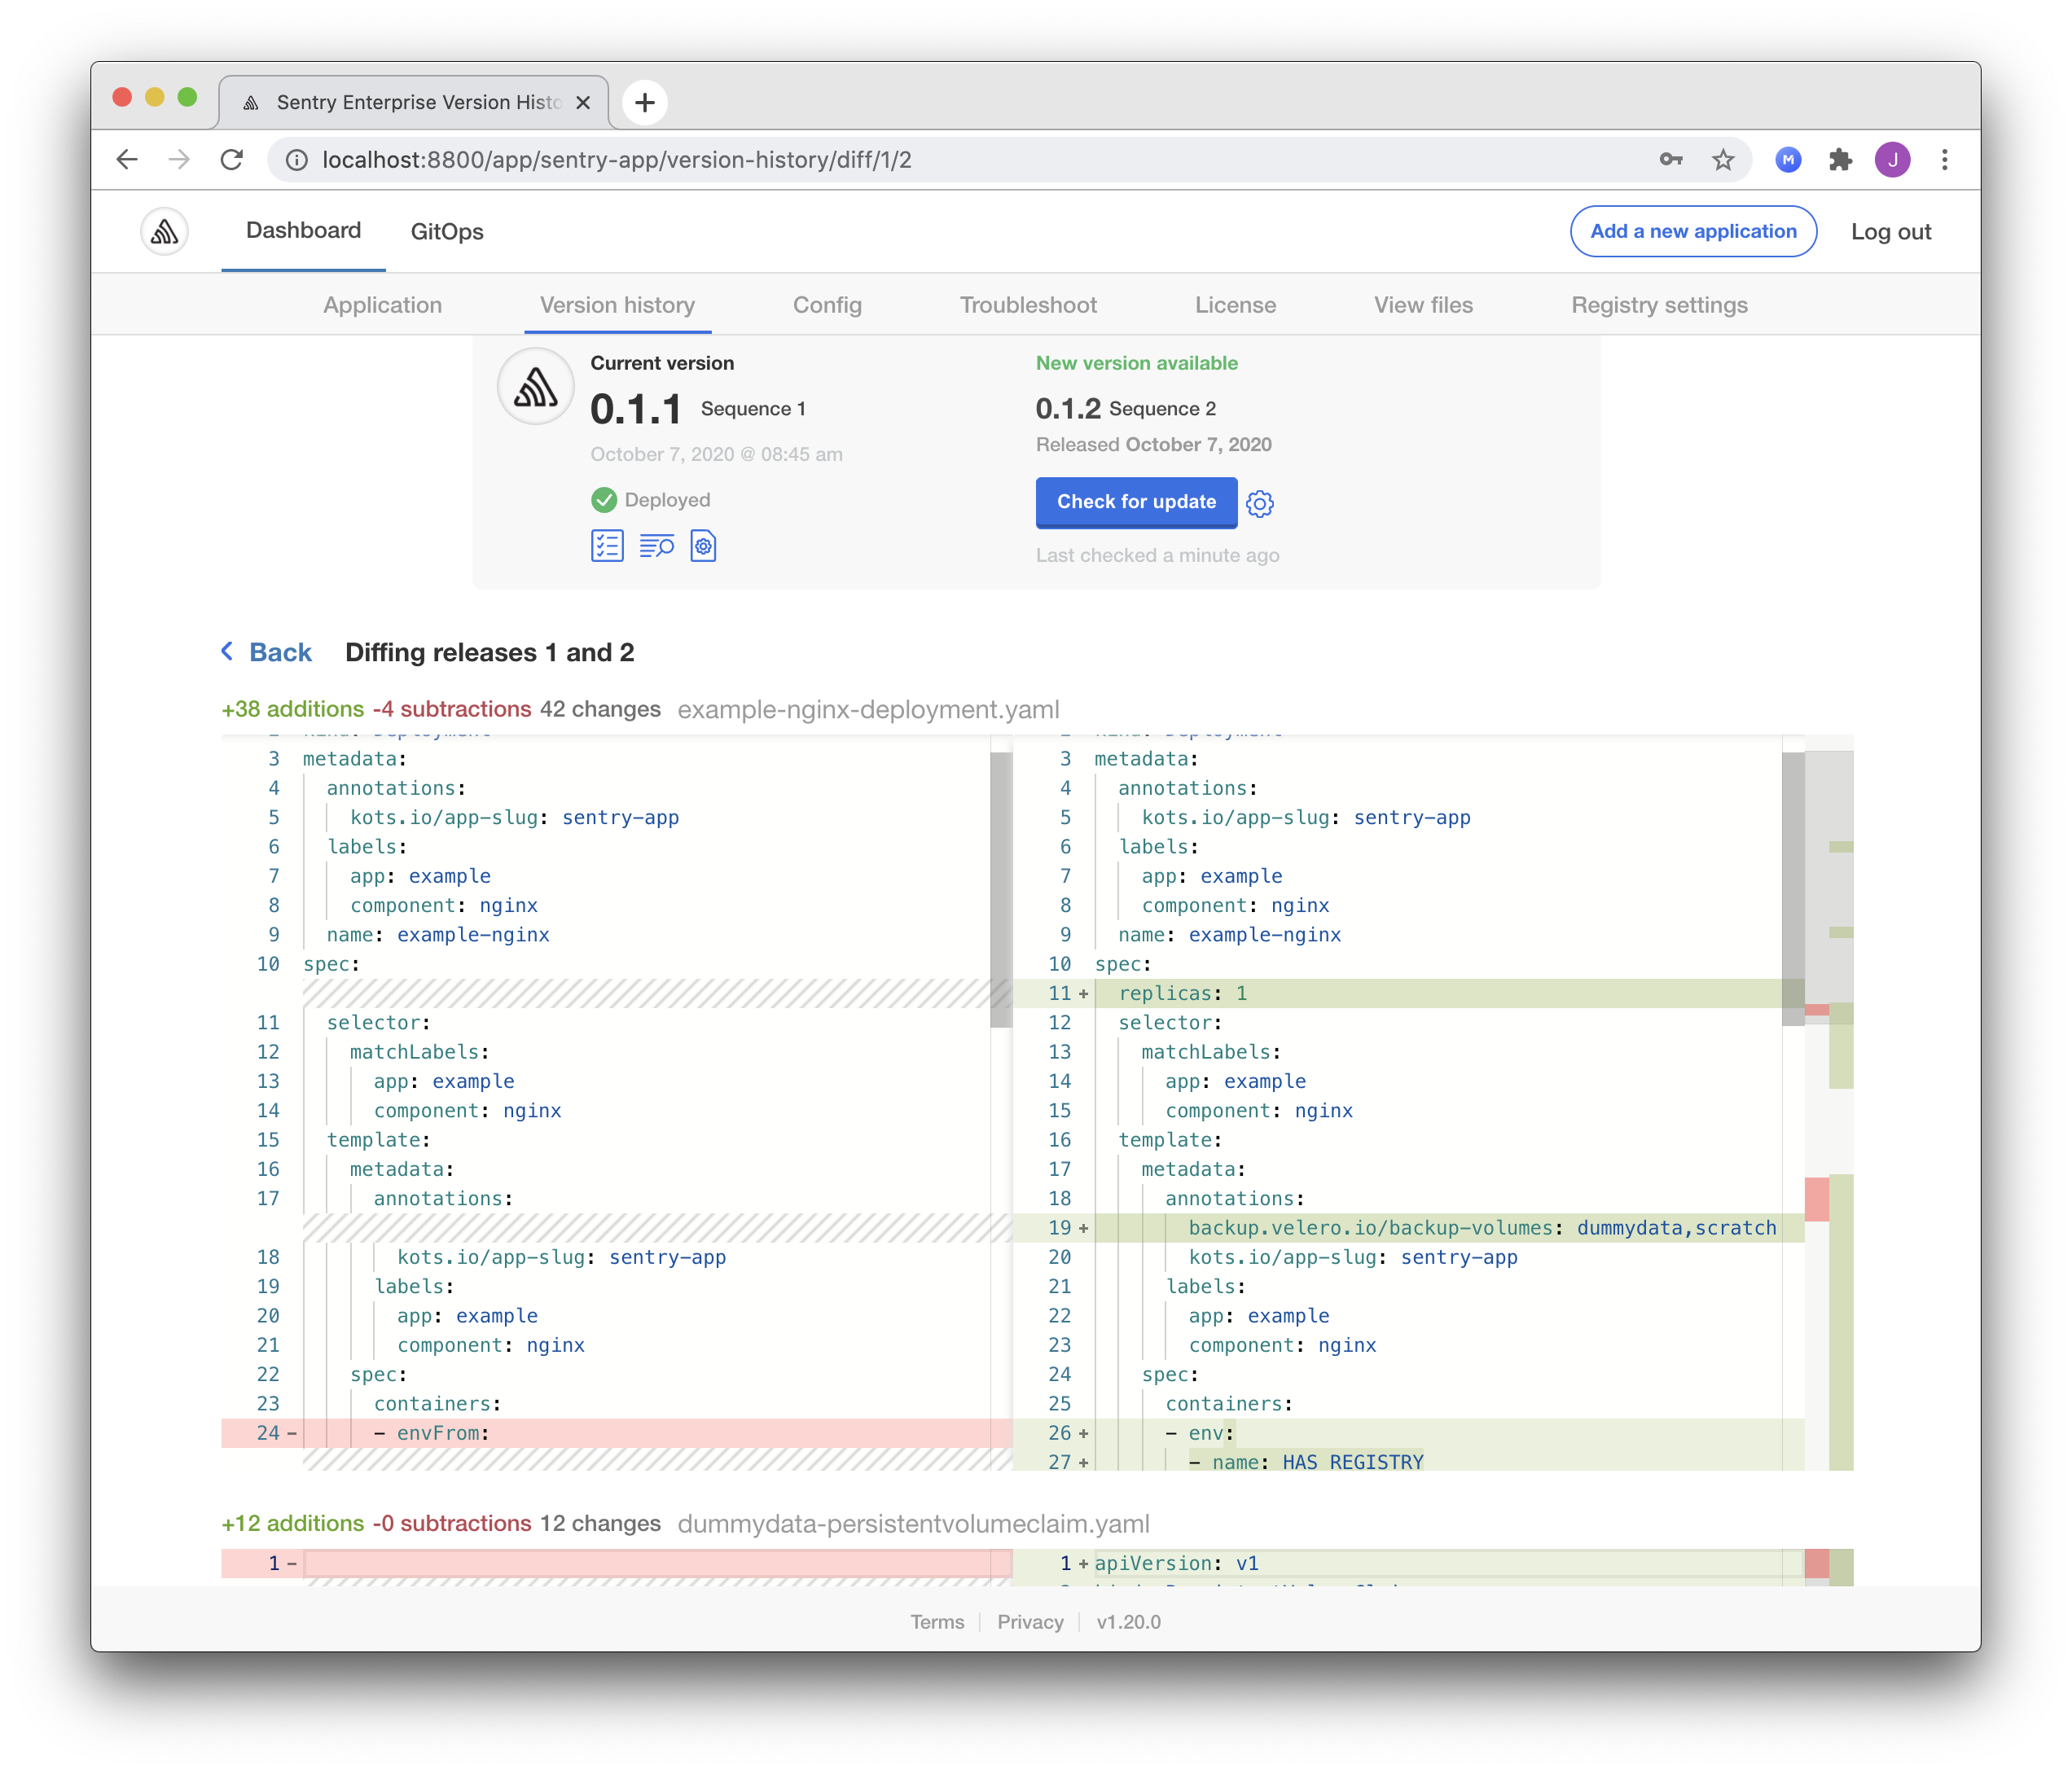 Sentry Enterprise Version Histo
localhost:8800/app/sentry-app/version-history/diff/1/2
M
J
Dashboard
GitOps
Add a new application
Log out
Application
Version history
Config
Troubleshoot
License
View files
Registry settings
Current version
0.1.1 Sequence 1
October 7, 2020 @ 08:45 am
Deployed
New version available
0.1.2 Sequence 2
Released October 7, 2020
Check for update
Last checked a minute ago
Back
Diffing releases 1 and 2
+38 additions -4 subtractions 42 changes example-nginx-deployment.yaml
2 kind: Deployment
3 metadata:
4 annotations:
5 kots.io/app-slug: sentry-app
6 labels:
7 app: example
8 component: nginx
9 name: example-nginx
10 spec:
11 selector:
12 matchLabels:
13 app: example
14 component: nginx
15 template:
16 metadata:
17 annotations:
18 kots.io/app-slug: sentry-app
19 labels:
20 app: example
21 component: nginx
22 spec:
23 containers:
24 - - envFrom:
2 kind: Deployment
3 metadata:
4 annotations:
5 kots.io/app-slug: sentry-app
6 labels:
7 app: example
8 component: nginx
9 name: example-nginx
10 spec:
11 + replicas: 1
12 selector:
13 matchLabels:
14 app: example
15 component: nginx
16 template:
17 metadata:
18 annotations:
19 + backup.velero.io/backup-volumes: dummydata,scratch
20 kots.io/app-slug: sentry-app
21 labels:
22 app: example
23 component: nginx
24 spec:
25 containers:
26 + - env:
27 + - name: HAS_REGISTRY
+12 additions -0 subtractions 12 changes dummydata-persistentvolumeclaim.yaml
1 -
1 + apiVersion: v1
Terms
Privacy
v1.20.0